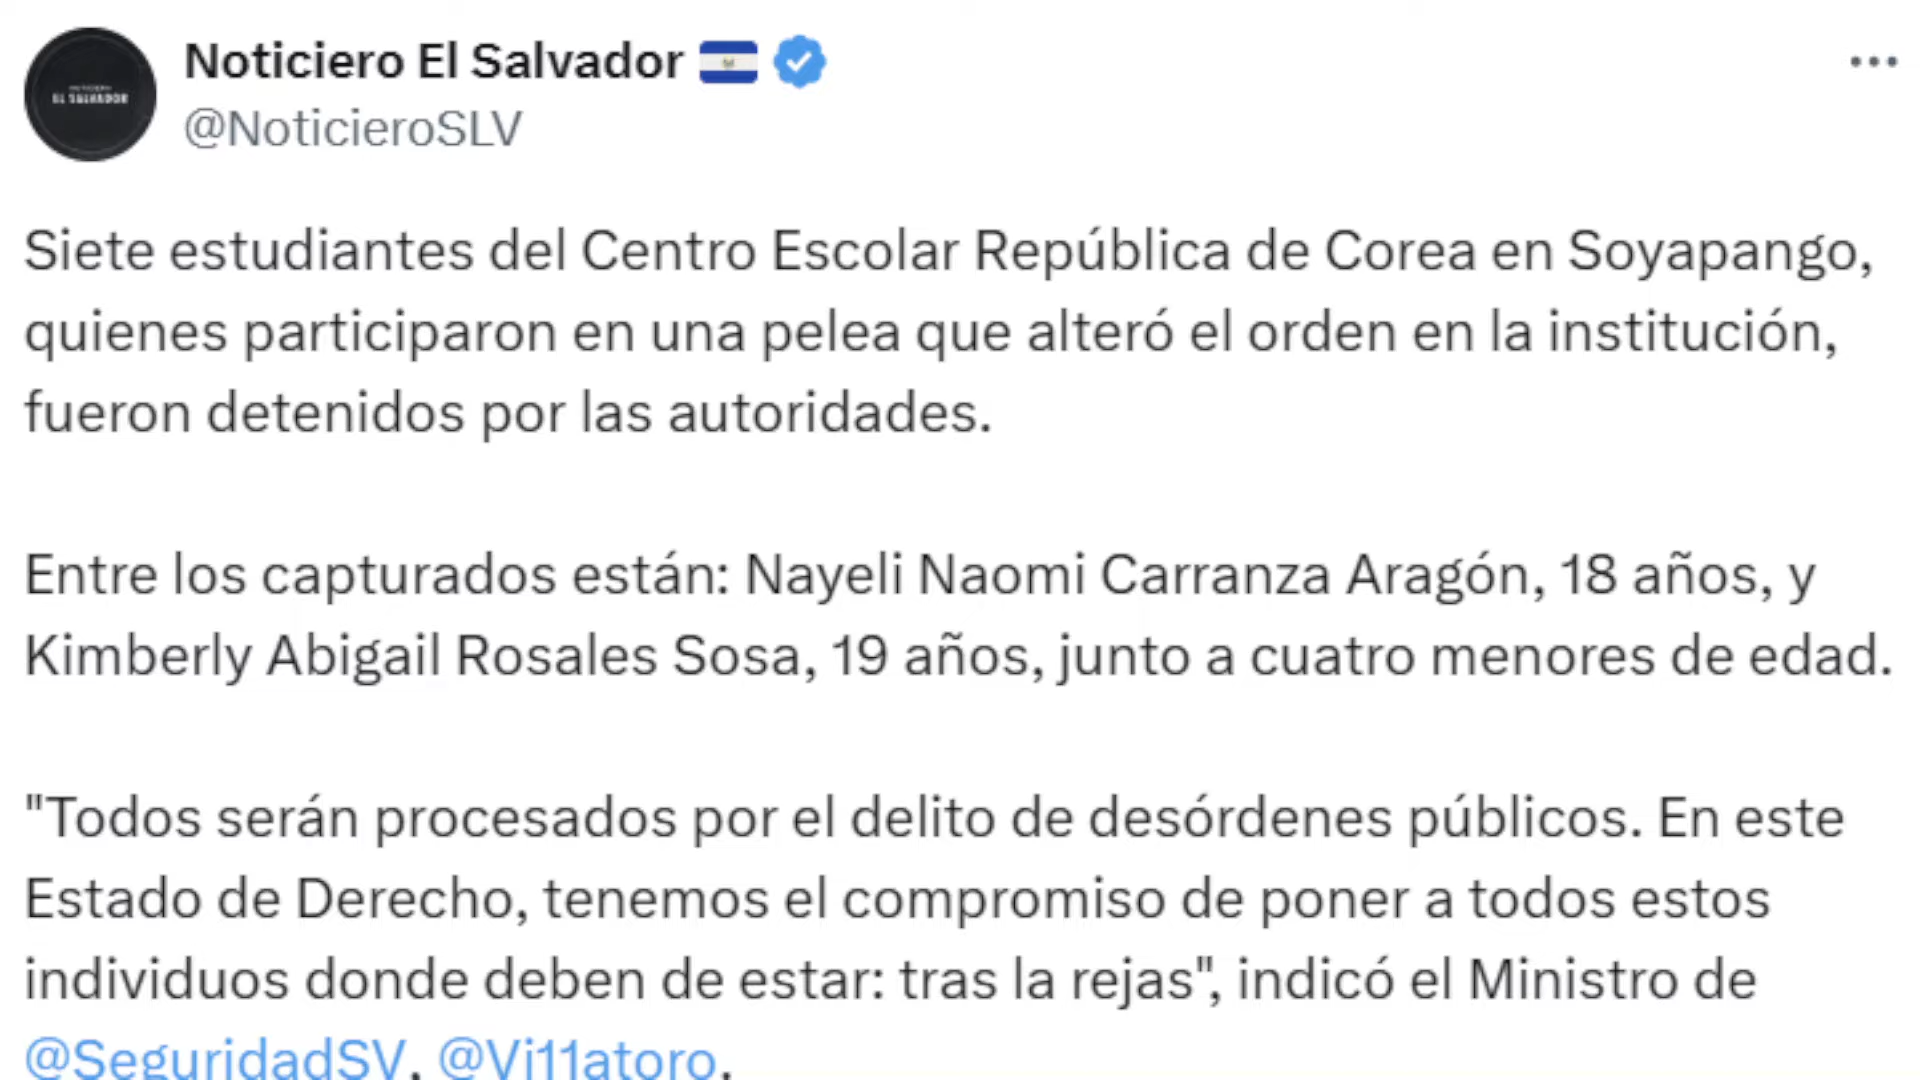 Noticiero El Salvador
@NoticieroSLV
EL SALVADOR
Siete estudiantes del Centro Escolar República de Corea en Soyapango,
quienes participaron en una pelea que alteró el orden en la institución,
fueron detenidos por las autoridades.
Entre los capturados están: Nayeli Naomi Carranza Aragón, 18 años, y
Kimberly Abigail Rosales Sosa, 19 años, junto a cuatro menores de edad.
"Todos serán procesados por el delito de desórdenes públicos. En este
Estado de Derecho, tenemos el compromiso de poner a todos estos
individuos donde deben de estar: tras la rejas", indicó el Ministro de
@SeguridadSV, @Vi11atoro.